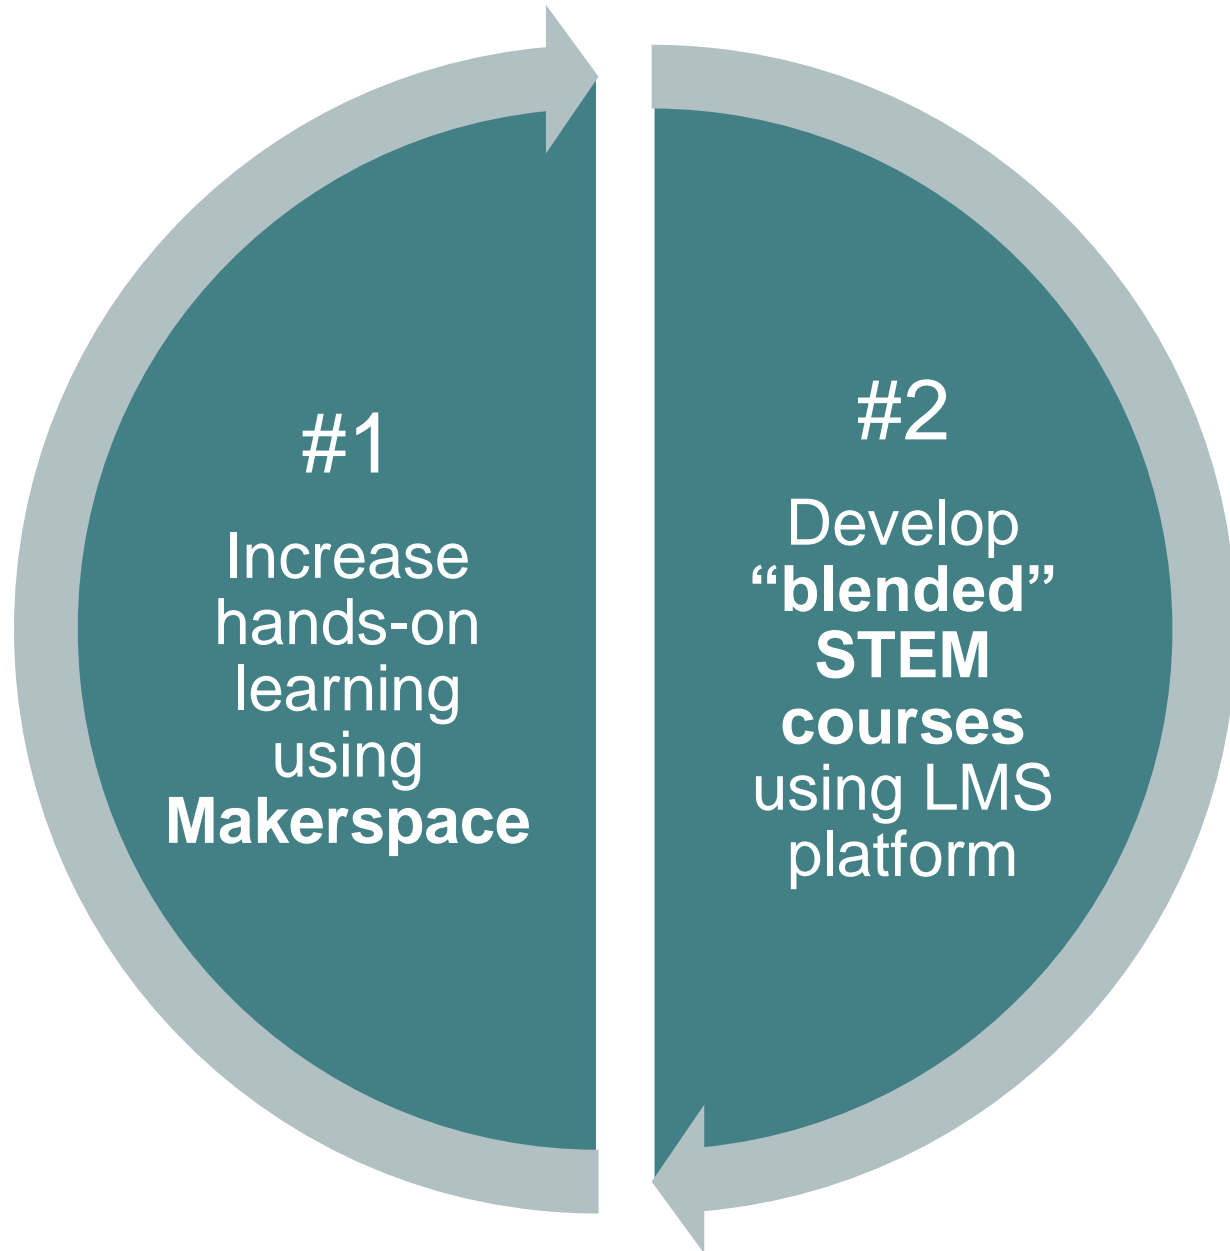 #1
Increase
hands-on
learning
using
Makerspace
#2
Develop
“blended”
STEM
courses
using LMS
platform